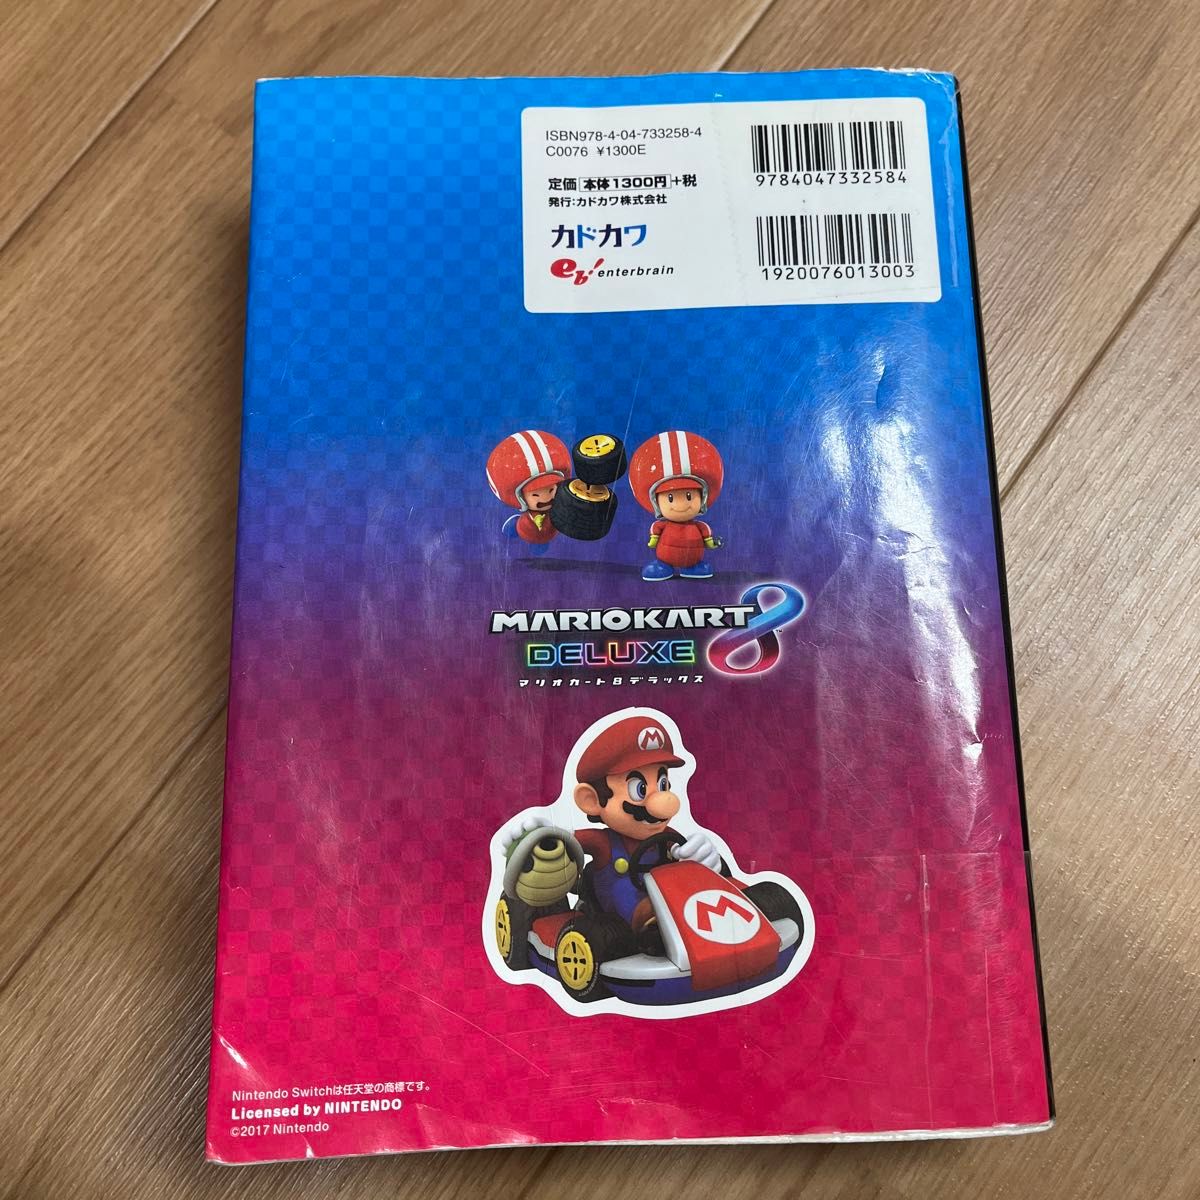 ISBN978-4-04-733258-4
C0076 ¥1300E
定価 本体1300円+税
発行:カドカワ株式会社
カドカワ
eb! enterbrain
9784047332584
1920076013003
MARIOKART 8
DELUXE
™
マリオカート8デラックス
M
M
Nintendo Switchは任天堂の商標です。
Licensed by NINTENDO
©2017 Nintendo